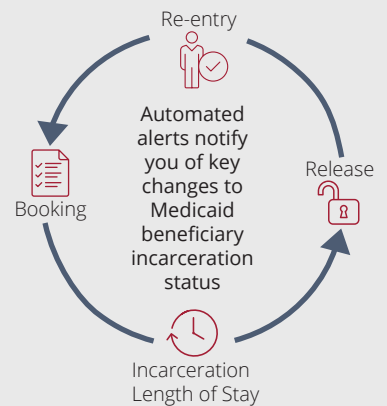 Re-entry
Automated
alerts notify
you of key
changes to
Medicaid
beneficiary
incarceration
status
Booking
Release
Incarceration
Length of Stay